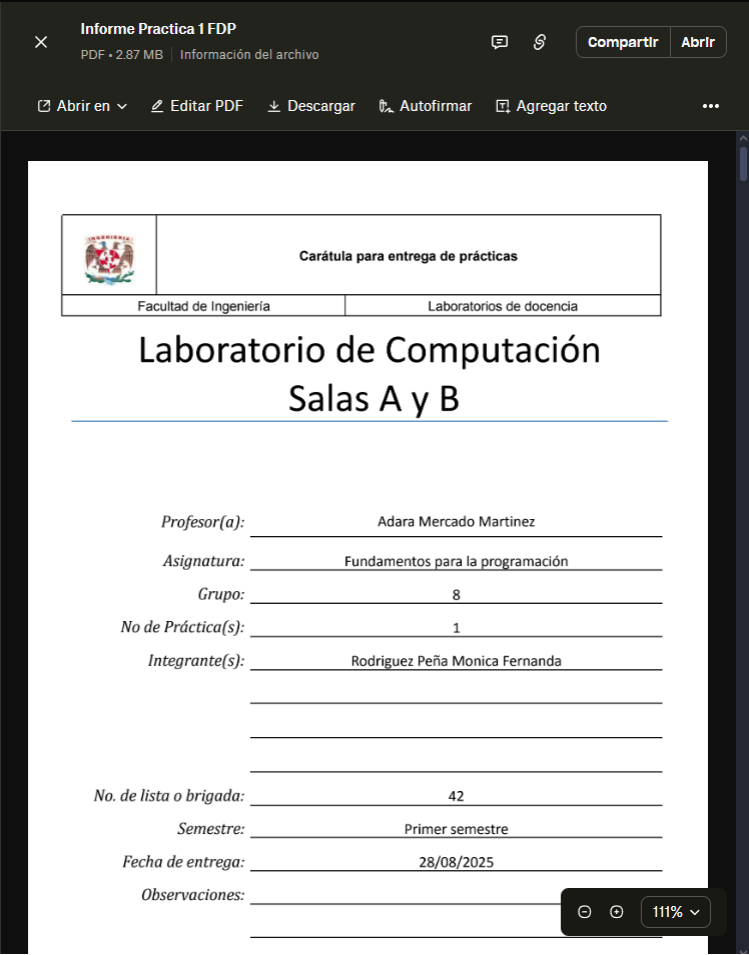 Informe Practica 1 FDP
PDF • 2.87 MB Información del archivo
Compartir Abrir
Abrir en Editar PDF Descargar Autofirmar Agregar texto
INGENIERIA
Carátula para entrega de prácticas
Facultad de Ingeniería Laboratorios de docencia
Laboratorio de Computación
Salas A y B
Profesor(a): Adara Mercado Martinez
Asignatura: Fundamentos para la programación
Grupo: 8
No de Práctica(s): 1
Integrante(s): Rodriguez Peña Monica Fernanda
No. de lista o brigada: 42
Semestre: Primer semestre
Fecha de entrega: 28/08/2025
Observaciones:
111%